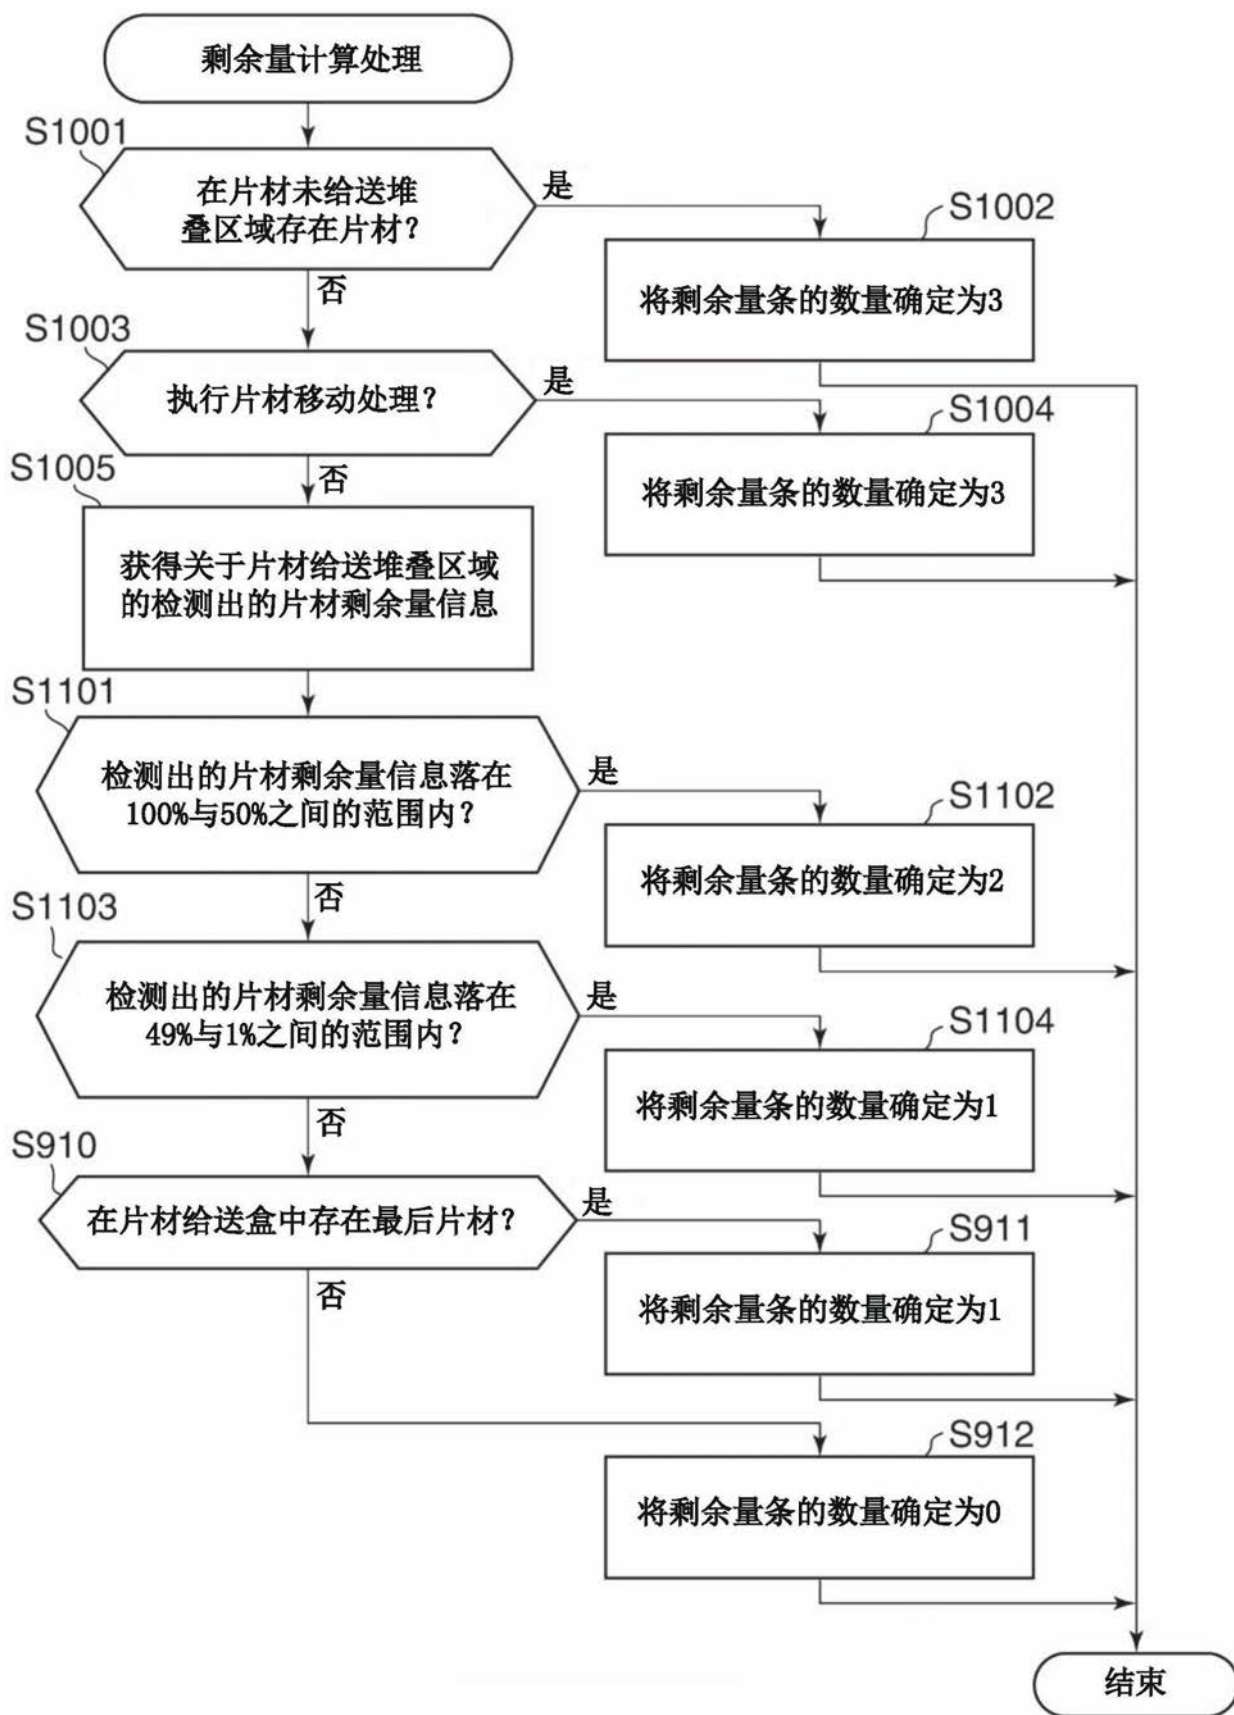 剩余量计算处理
S1001
在片材未给送堆
叠区域存在片材?
是
S1002
将剩余量条的数量确定为3
否
S1003
执行片材移动处理?
是
S1004
将剩余量条的数量确定为3
否
S1005
获得关于片材给送堆叠区域
的检测出的片材剩余量信息
S1101
检测出的片材剩余量信息落在
100%与50%之间的范围内?
是
S1102
将剩余量条的数量确定为2
否
S1103
检测出的片材剩余量信息落在
49%与1%之间的范围内?
是
S1104
将剩余量条的数量确定为1
否
S910
在片材给送盒中存在最后片材?
是
S911
将剩余量条的数量确定为1
否
S912
将剩余量条的数量确定为0
结束